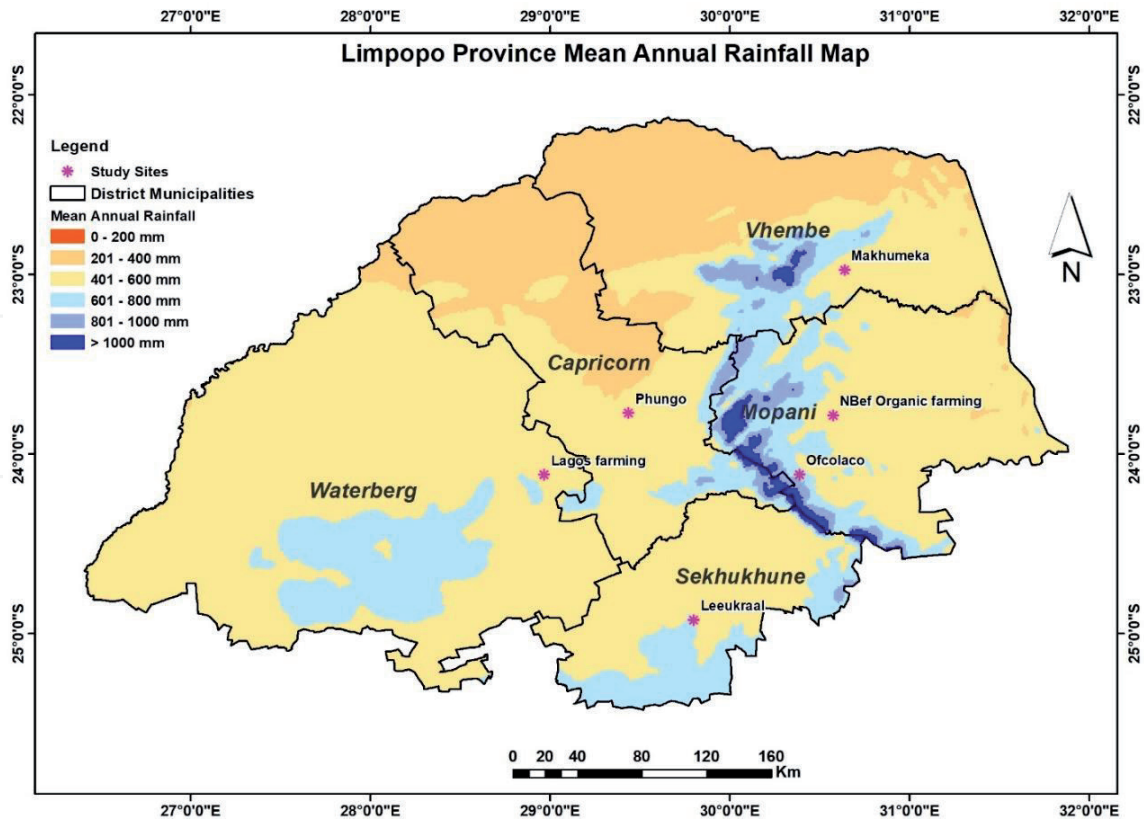 27°0'0"E 28°0'0"E 29°0'0"E 30°0'0"E 31°0'0"E 32°0'0"E
Limpopo Province Mean Annual Rainfall Map
22°0'0"S
22°0'0"S
Legend
Study Sites
District Municipalities
Mean Annual Rainfall
0 - 200 mm
201 - 400 mm
401 - 600 mm
601 - 800 mm
801 - 1000 mm
> 1000 mm
N
Vhembe
Makhumeka
23°0'0"S
23°0'0"S
Capricorn
Phungo
Mopani
NBef Organic farming
24°0'0"S
24°0'0"S
Lagos farming
Ofcolaco
Waterberg
Sekhukhune
Leeukraal
25°0'0"S
25°0'0"S
0 20 40 80 120 160
Km
27°0'0"E 28°0'0"E 29°0'0"E 30°0'0"E 31°0'0"E 32°0'0"E